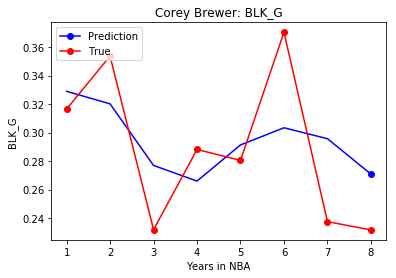 Corey Brewer: BLK_G
Prediction
True
BLK_G
0.36
0.34
0.32
0.30
0.28
0.26
0.24
1 2 3 4 5 6 7 8
Years in NBA